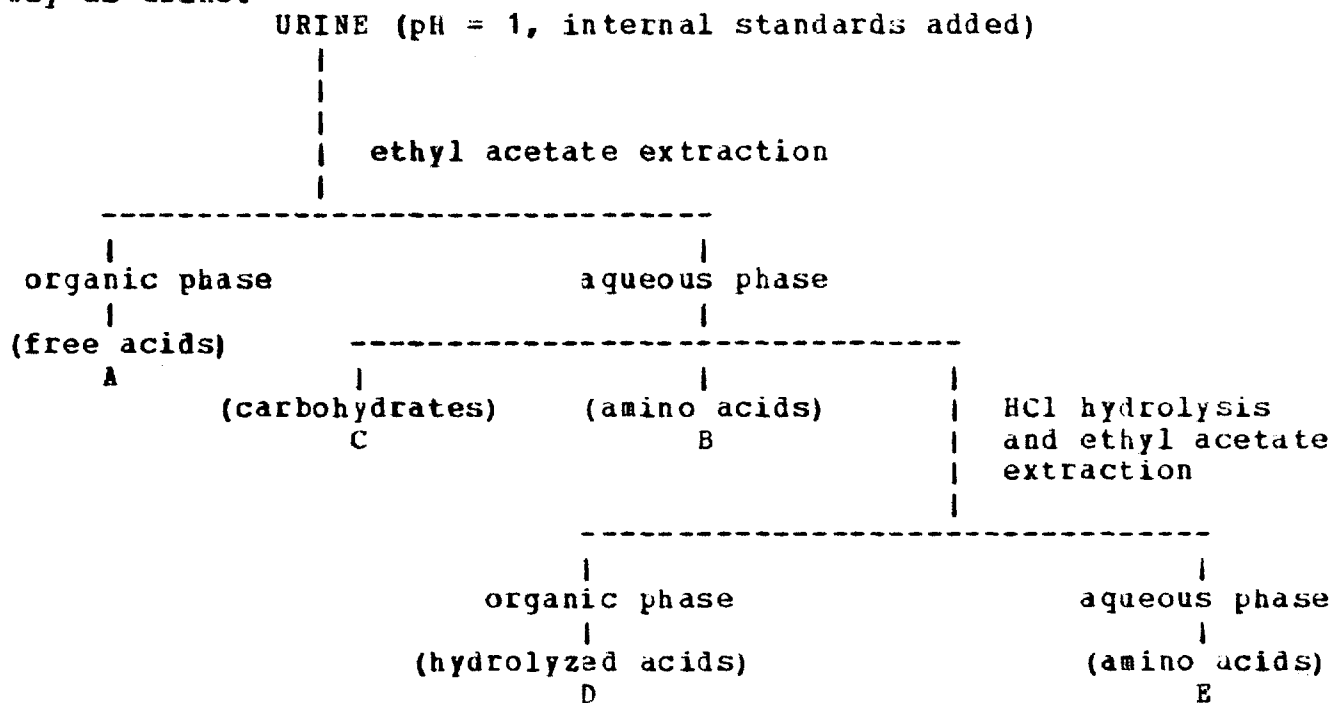 URINE (pH = 1, internal standards added)
ethyl acetate extraction
organic phase aqueous phase
(free acids)
A
(carbohydrates) (amino acids) HCl hydrolysis
C B and ethyl acetate
extraction
organic phase aqueous phase
(hydrolyzed acids) (amino acids)
D E